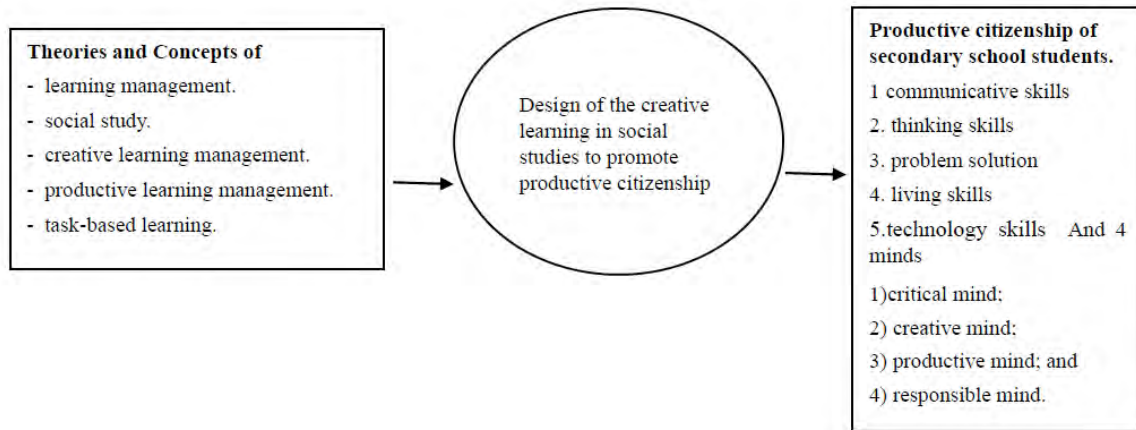 Theories and Concepts of
- learning management.
- social study.
- creative learning management.
- productive learning management.
- task-based learning.
Design of the creative
learning in social
studies to promote
productive citizenship
Productive citizenship of
secondary school students.
1 communicative skills
2. thinking skills
3. problem solution
4. living skills
5.technology skills And 4
minds
1)critical mind;
2) creative mind;
3) productive mind; and
4) responsible mind.